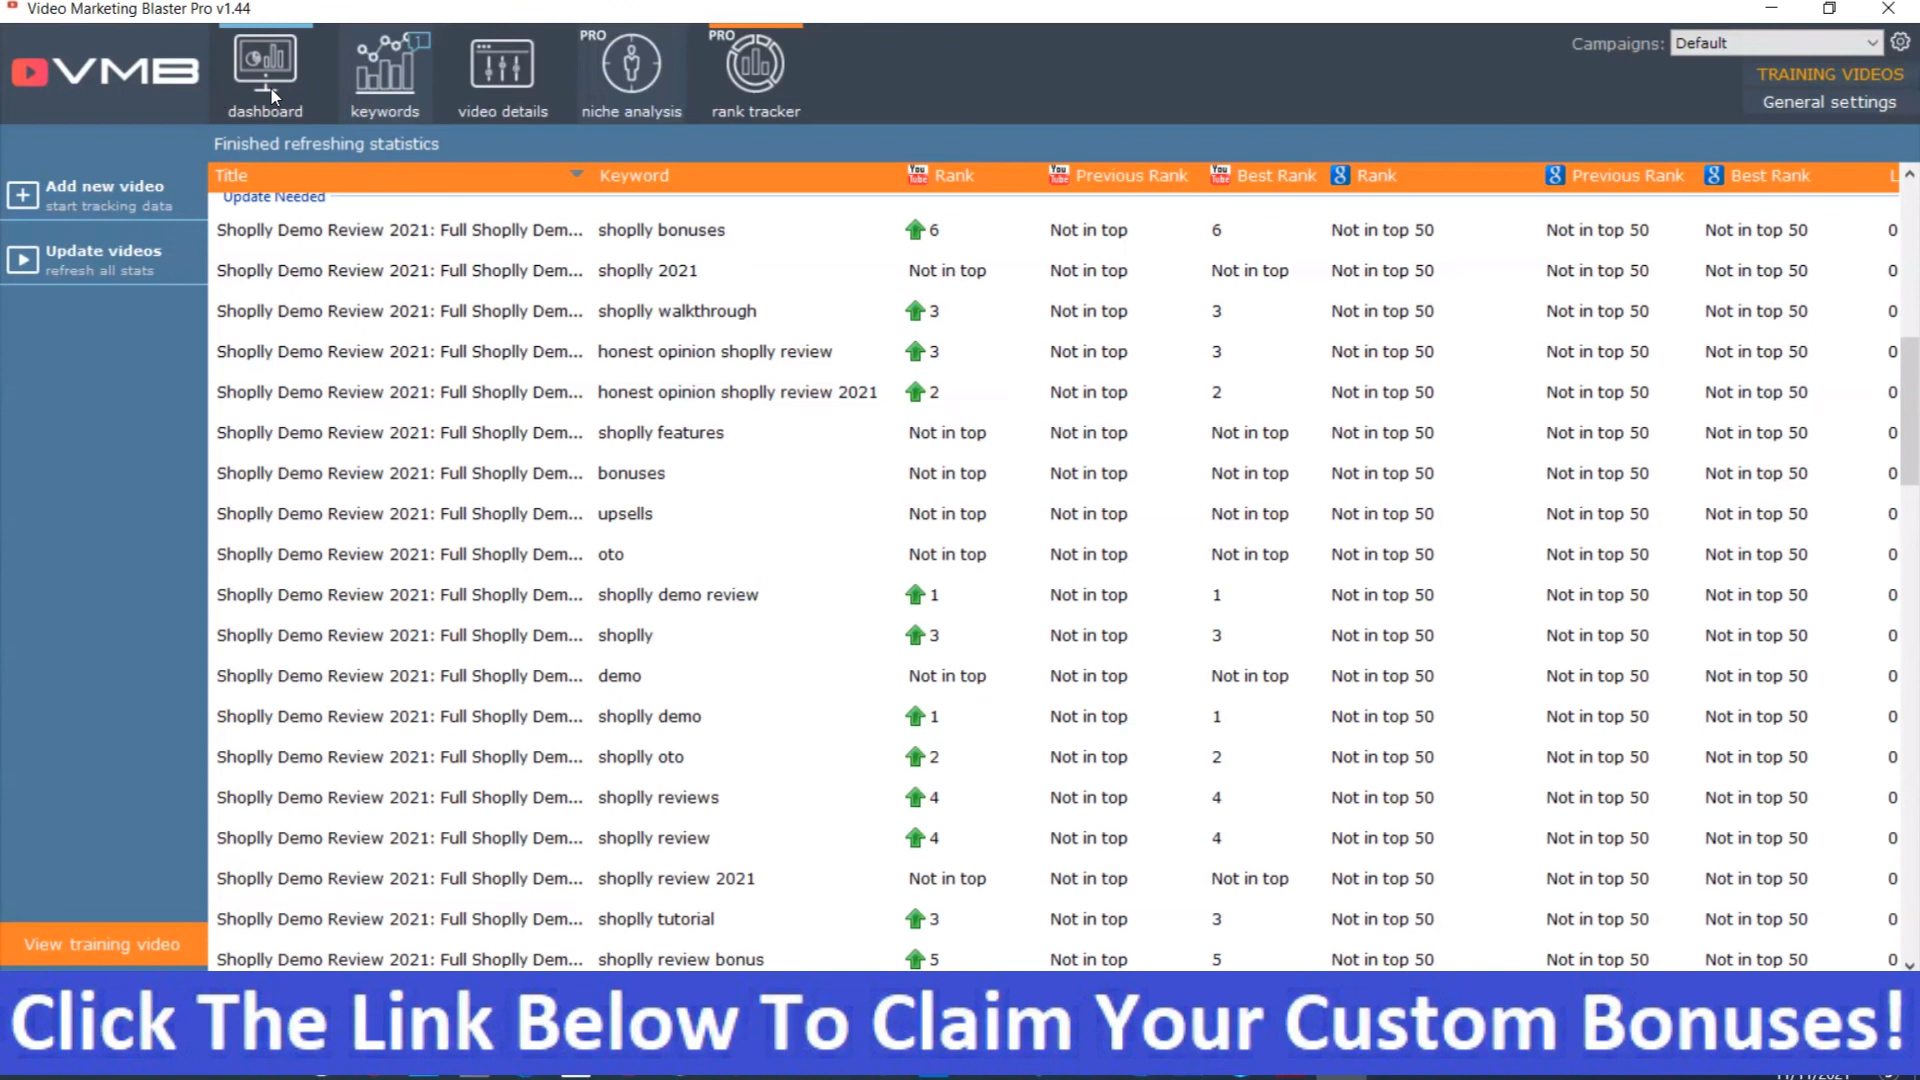 Video Marketing Blaster Pro v1.44
VMB
dashboard
1
keywords
video details
PRO
niche analysis
PRO
rank tracker
Campaigns: Default
TRAINING VIDEOS
General settings
Add new video
start tracking data
Update videos
refresh all stats
View training video
Finished refreshing statistics
Title Keyword You Tube Rank You Tube Previous Rank You Tube Best Rank 8 Rank 8 Previous Rank 8 Best Rank L
Update Needed
Shoplly Demo Review 2021: Full Shoplly Dem... shoplly bonuses 6 Not in top 6 Not in top 50 Not in top 50 Not in top 50 0
Shoplly Demo Review 2021: Full Shoplly Dem... shoplly 2021 Not in top Not in top Not in top Not in top 50 Not in top 50 Not in top 50 0
Shoplly Demo Review 2021: Full Shoplly Dem... shoplly walkthrough 3 Not in top 3 Not in top 50 Not in top 50 Not in top 50 0
Shoplly Demo Review 2021: Full Shoplly Dem... honest opinion shoplly review 3 Not in top 3 Not in top 50 Not in top 50 Not in top 50 0
Shoplly Demo Review 2021: Full Shoplly Dem... honest opinion shoplly review 2021 2 Not in top 2 Not in top 50 Not in top 50 Not in top 50 0
Shoplly Demo Review 2021: Full Shoplly Dem... shoplly features Not in top Not in top Not in top Not in top 50 Not in top 50 Not in top 50 0
Shoplly Demo Review 2021: Full Shoplly Dem... bonuses Not in top Not in top Not in top Not in top 50 Not in top 50 Not in top 50 0
Shoplly Demo Review 2021: Full Shoplly Dem... upsells Not in top Not in top Not in top Not in top 50 Not in top 50 Not in top 50 0
Shoplly Demo Review 2021: Full Shoplly Dem... oto Not in top Not in top Not in top Not in top 50 Not in top 50 Not in top 50 0
Shoplly Demo Review 2021: Full Shoplly Dem... shoplly demo review 1 Not in top 1 Not in top 50 Not in top 50 Not in top 50 0
Shoplly Demo Review 2021: Full Shoplly Dem... shoplly 3 Not in top 3 Not in top 50 Not in top 50 Not in top 50 0
Shoplly Demo Review 2021: Full Shoplly Dem... demo Not in top Not in top Not in top Not in top 50 Not in top 50 Not in top 50 0
Shoplly Demo Review 2021: Full Shoplly Dem... shoplly demo 1 Not in top 1 Not in top 50 Not in top 50 Not in top 50 0
Shoplly Demo Review 2021: Full Shoplly Dem... shoplly oto 2 Not in top 2 Not in top 50 Not in top 50 Not in top 50 0
Shoplly Demo Review 2021: Full Shoplly Dem... shoplly reviews 4 Not in top 4 Not in top 50 Not in top 50 Not in top 50 0
Shoplly Demo Review 2021: Full Shoplly Dem... shoplly review 4 Not in top 4 Not in top 50 Not in top 50 Not in top 50 0
Shoplly Demo Review 2021: Full Shoplly Dem... shoplly review 2021 Not in top Not in top Not in top Not in top 50 Not in top 50 Not in top 50 0
Shoplly Demo Review 2021: Full Shoplly Dem... shoplly tutorial 3 Not in top 3 Not in top 50 Not in top 50 Not in top 50 0
Shoplly Demo Review 2021: Full Shoplly Dem... shoplly review bonus 5 Not in top 5 Not in top 50 Not in top 50 Not in top 50 0
Click The Link Below To Claim Your Custom Bonuses!